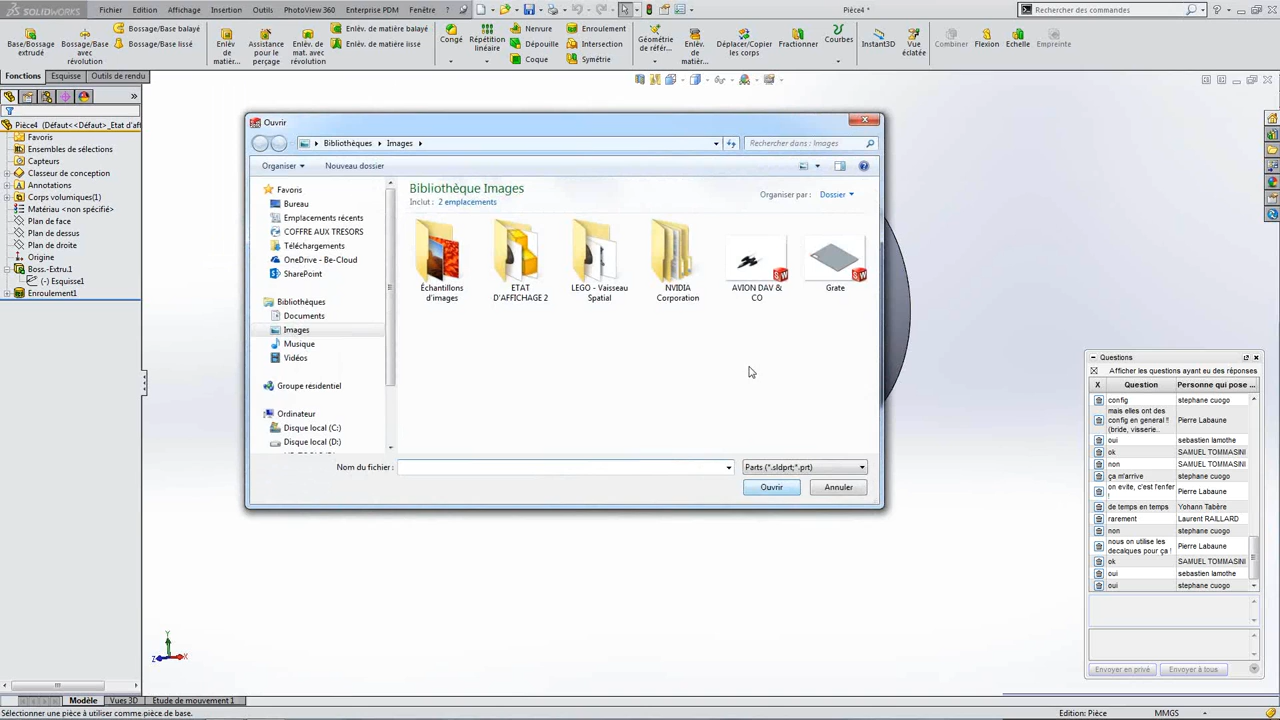 SOLIDWORKS Fichier Edition Affichage Insertion Outils PhotoView 360 Enterprise PDM Fenêtre Pièce4 * Rechercher dans commandes
Base/Bossage extrudé
Base/Bossage avec révolution
Bossage/Base balayé
Bossage/Base lissé
Enlèv de matièr...
Assistance pour le perçage
Enlèv. de mat. avec révolution
Enlèv. de matière balayé
Enlèv. de matière lisse
Congé
Répétition linéaire
Nervure
Dépouille
Coque
Enroulement
Intersection
Symétrie
Géométrie de référ...
Enlèv. de matièr...
Déplacer/Copier les corps
Fractionner
Courbes
Instant3D
Vue éclatée
Combiner
Flexion
Echelle
Empreinte
Fonctions Esquisse Outils de rendu
Pièce4 (Défaut<<Défaut>_Etat d'aff
Favoris
Ensembles de sélections
Capteurs
Classeur de conception
Annotations
Corps volumiques(1)
Matériau <non spécifié>
Plan de face
Plan de dessus
Plan de droite
Origine
Boss.-Extru.1
(-) Esquisse1
Enroulement1
Ouvrir
Bibliothèques Images
Rechercher dans : Images
Organiser Nouveau dossier
Favoris
Bureau
Emplacements récents
COFFRE AUX TRESORS
Téléchargements
OneDrive - Be-Cloud
SharePoint
Bibliothèques
Documents
Images
Musique
Vidéos
Groupe residentiel
Ordinateur
Disque local (C:)
Disque local (D:)
Bibliothèque Images
Inclut : 2 emplacements
Organiser par : Dossier
Échantillons d'images
ETAT D'AFFICHAGE 2
LEGO - Vaisseau Spatial
NVIDIA Corporation
AVION DAV & CO
Grate
Nom du fichier :
Parts (*.sldprt;*.prt)
Ouvrir Annuler
Questions
Afficher les questions ayant eu des réponses
X Question Personne qui pose ...
config stephane cuogo
mais elles ont des config en general !! (bride, visserie.. Pierre Labaune
oui sebastien lamothe
ok SAMUEL TOMMASINI
non SAMUEL TOMMASINI
ça m'arrive stephane cuogo
on evite, c'est l'enfer ! Pierre Labaune
de temps en temps Yohann Tabère
rarement Laurent RAILLARD
non stephane cuogo
nous on utilise les decalques pour ça ! Pierre Labaune
ok SAMUEL TOMMASINI
oui sebastien lamothe
oui stephane cuogo
Envoyer en privé Envoyer à tous
Y
Z X
Modèle Vues 3D Etude de mouvement 1
Sélectionner une pièce à utiliser comme pièce de base. Edition: Pièce MMGS